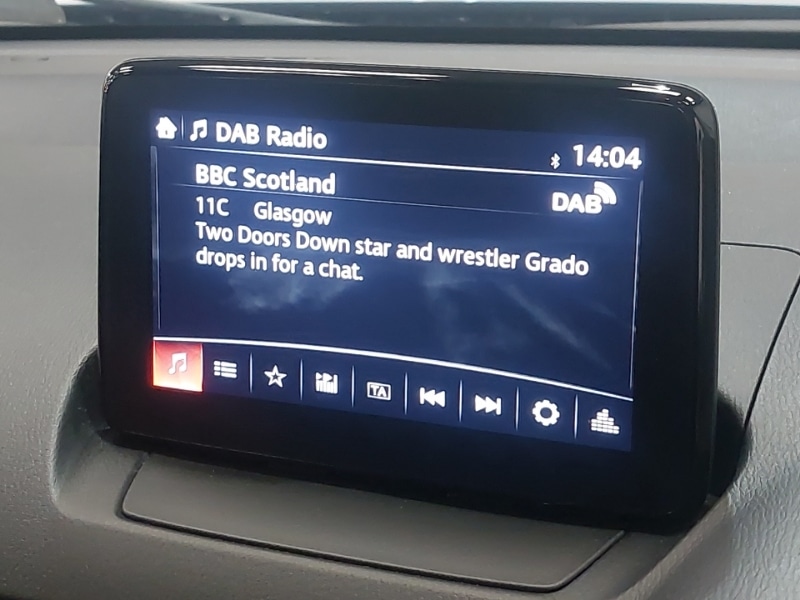 DAB Radio
14:04
BBC Scotland
DAB
11C Glasgow
Two Doors Down star and wrestler Grado
drops in for a chat.
TA